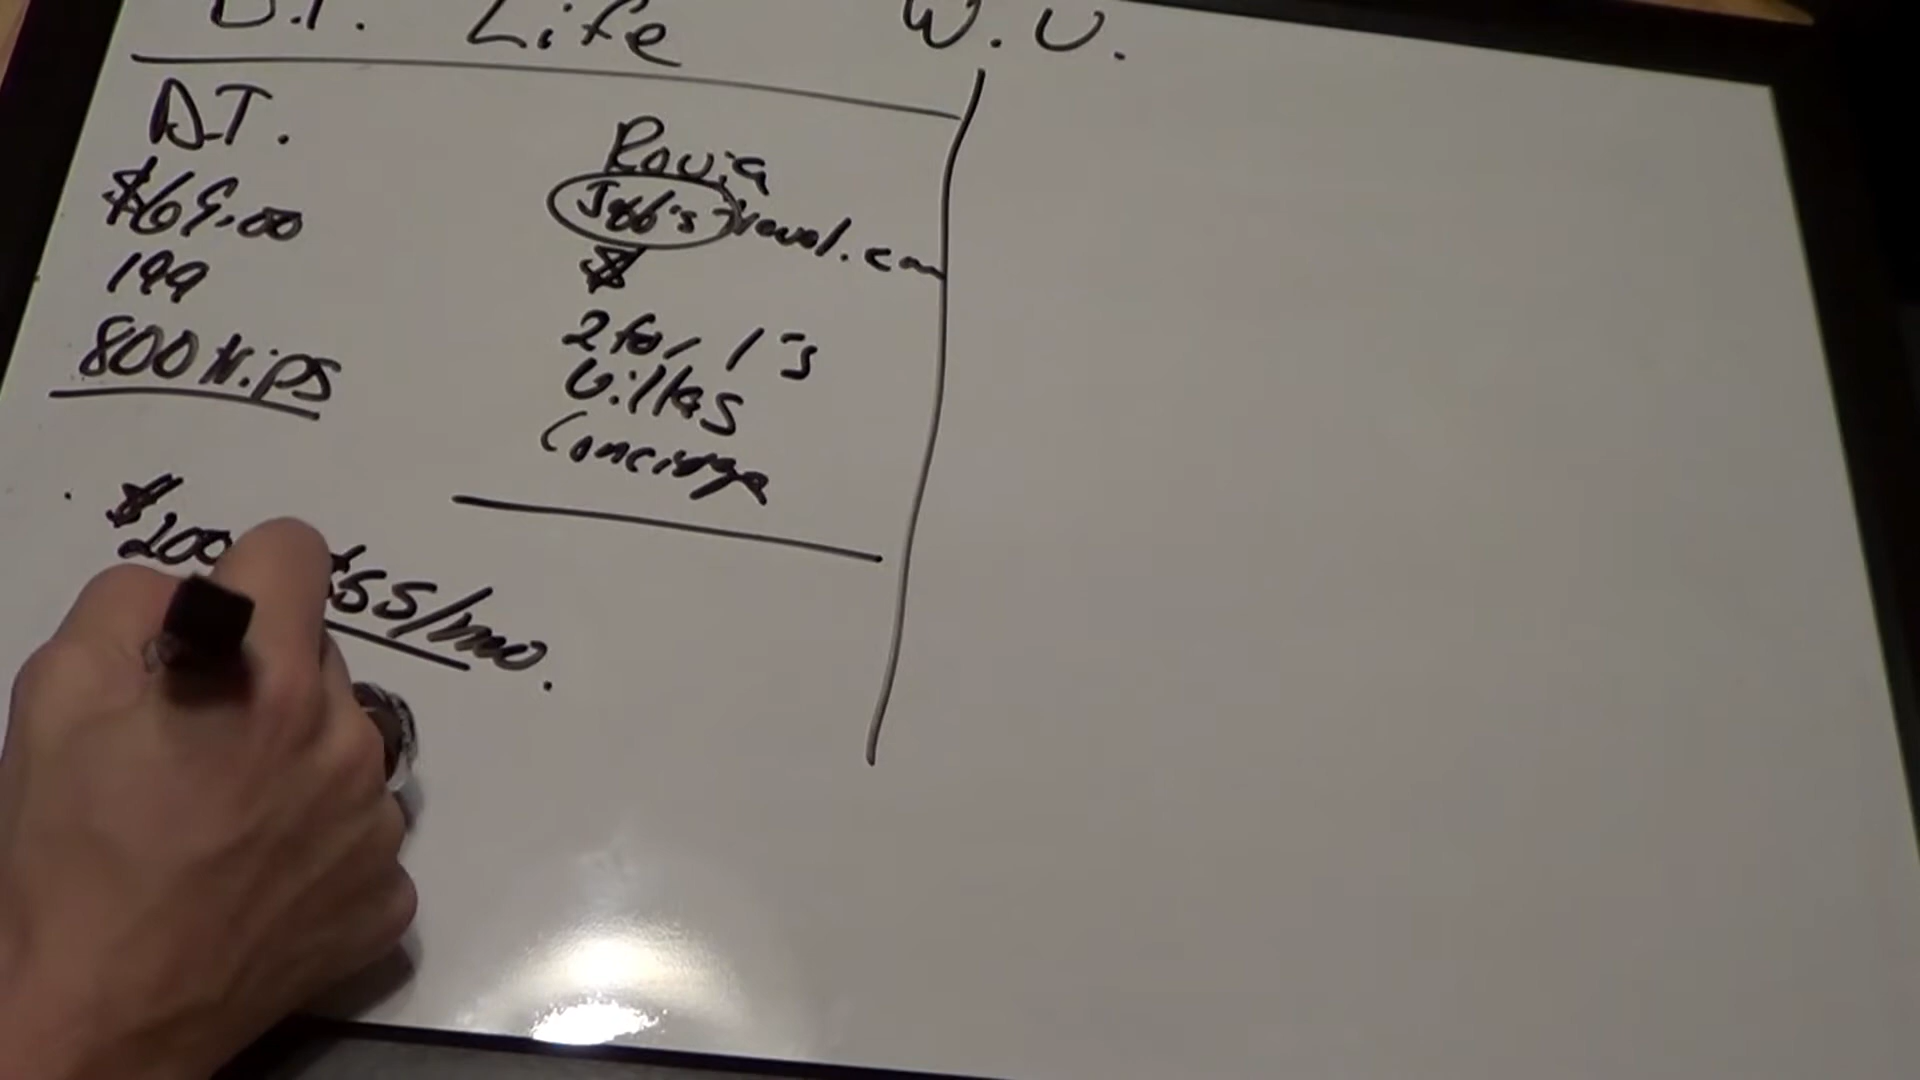 D.T. Life W.V.
D.T.
$69.00
199
800 trips
Rovia
Jeff's Travel.com
$
2 for 1's
Villas
Concierge
$200 $55/mo.